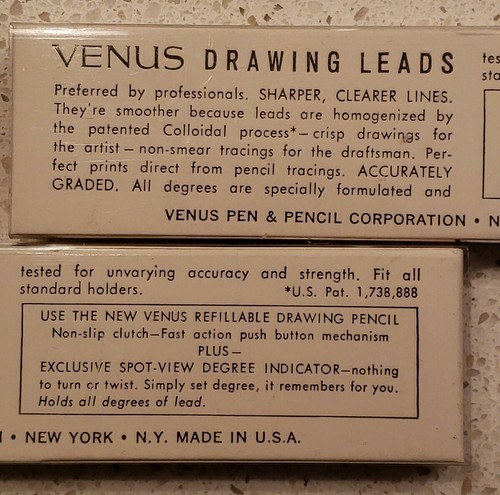 VENUS DRAWING LEADS
Preferred by professionals. SHARPER, CLEARER LINES.
They're smoother because leads are homogenized by
the patented Colloidal process*—crisp drawings for
the artist—non-smear tracings for the draftsman. Per-
fect prints direct from pencil tracings. ACCURATELY
GRADED. All degrees are specially formulated and
VENUS PEN & PENCIL CORPORATION • N
tes
sta
tested for unvarying accuracy and strength. Fit all
standard holders. *U.S. Pat. 1,738,888
USE THE NEW VENUS REFILLABLE DRAWING PENCIL
Non-slip clutch—Fast action push button mechanism
PLUS—
EXCLUSIVE SPOT-VIEW DEGREE INDICATOR—nothing
to turn or twist. Simply set degree, it remembers for you.
Holds all degrees of lead.
• NEW YORK • N.Y. MADE IN U.S.A.